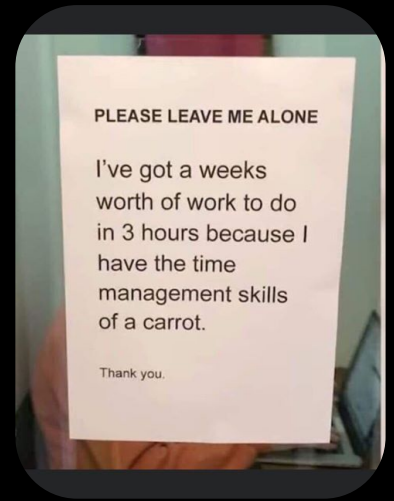 PLEASE LEAVE ME ALONE
I've got a weeks
worth of work to do
in 3 hours because I
have the time
management skills
of a carrot.
Thank you.